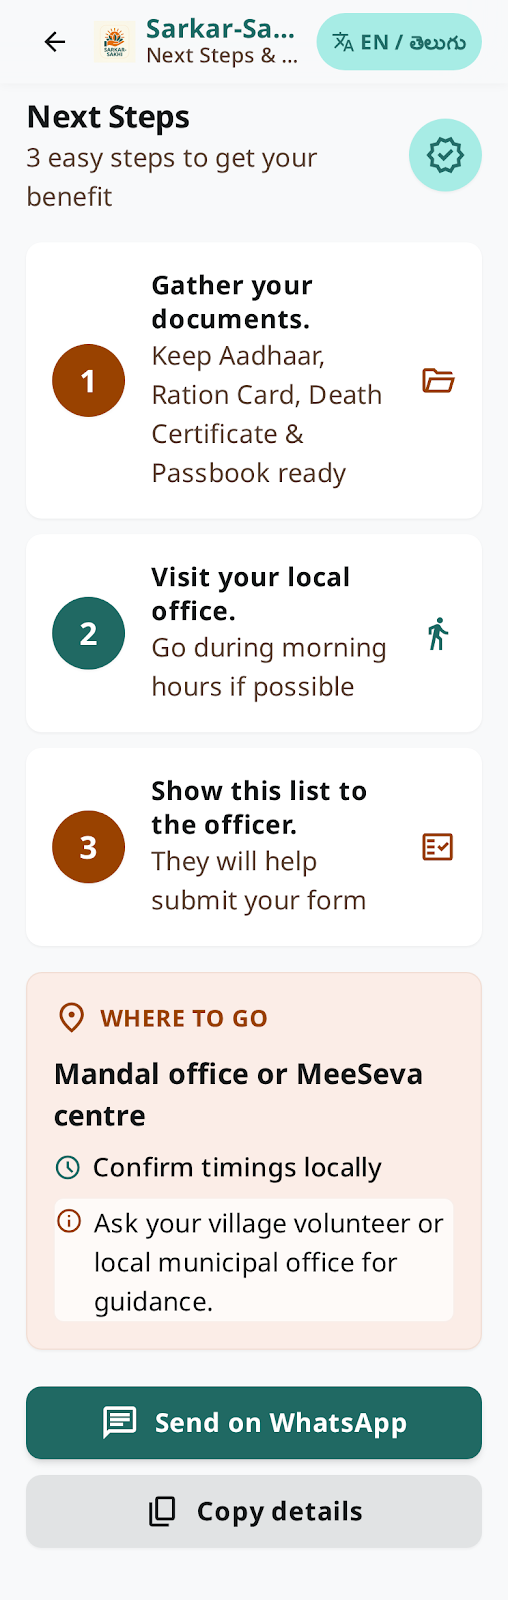 Sarkar-Sa...
Next Steps & ...
EN / తెలుగు
SARKAR-
SAKHI
Next Steps
3 easy steps to get your
benefit
1
Gather your
documents.
Keep Aadhaar,
Ration Card, Death
Certificate &
Passbook ready
2
Visit your local
office.
Go during morning
hours if possible
3
Show this list to
the officer.
They will help
submit your form
WHERE TO GO
Mandal office or MeeSeva
centre
Confirm timings locally
Ask your village volunteer or
local municipal office for
guidance.
Send on WhatsApp
Copy details